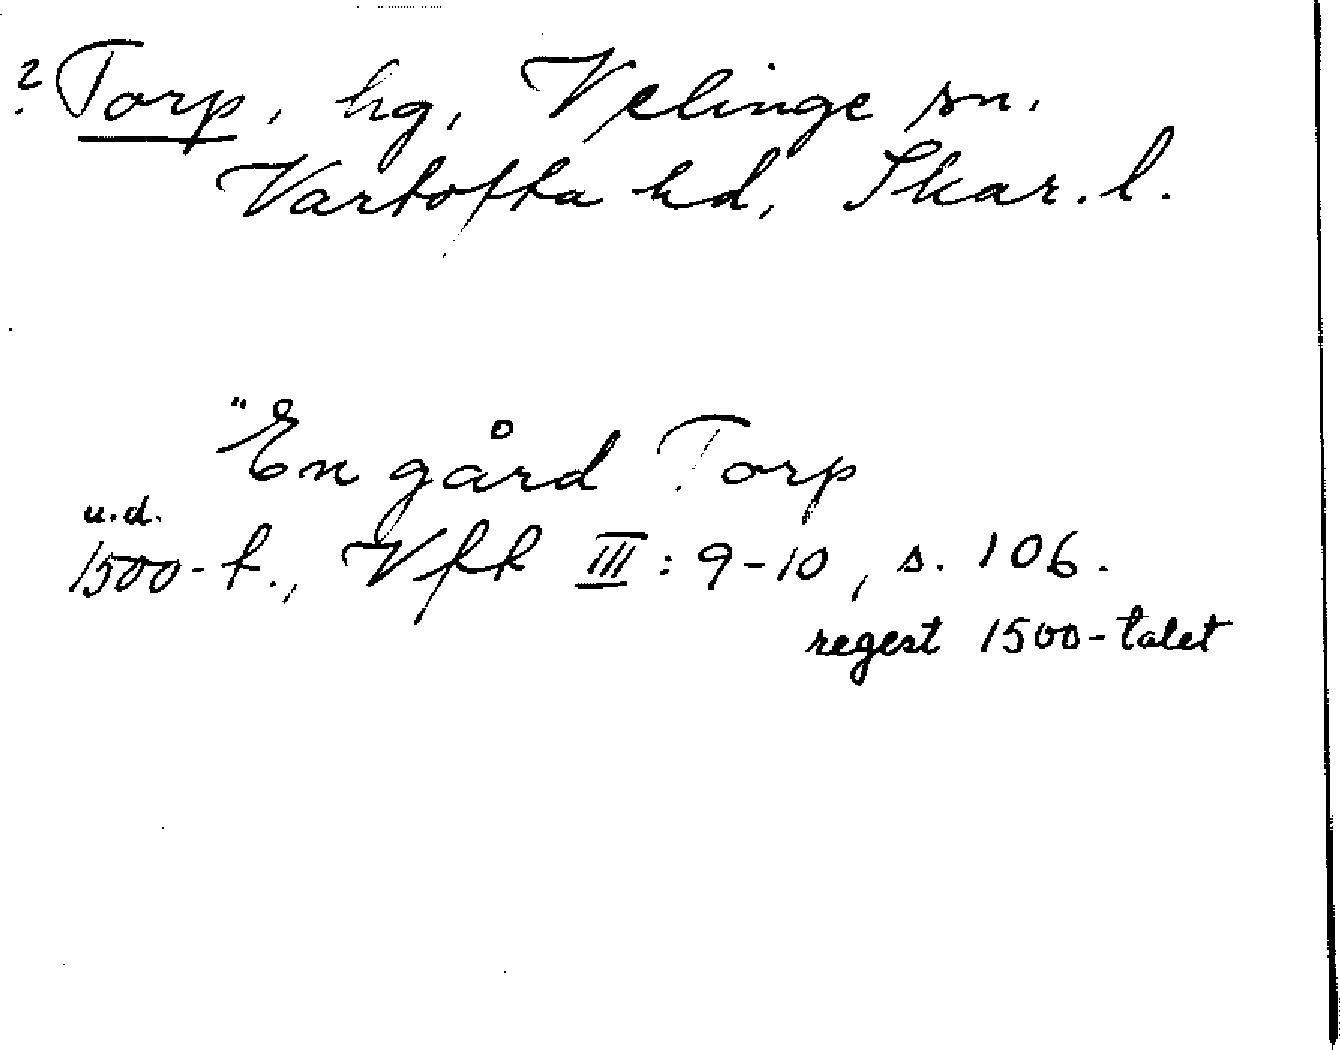 ? Torp, hg, Velinge sn.
Vartofta hd, Skar. l.
"En gård Torp
u.d.
1500-t., Vfk III: 9-10, s. 106.
regest 1500-talet